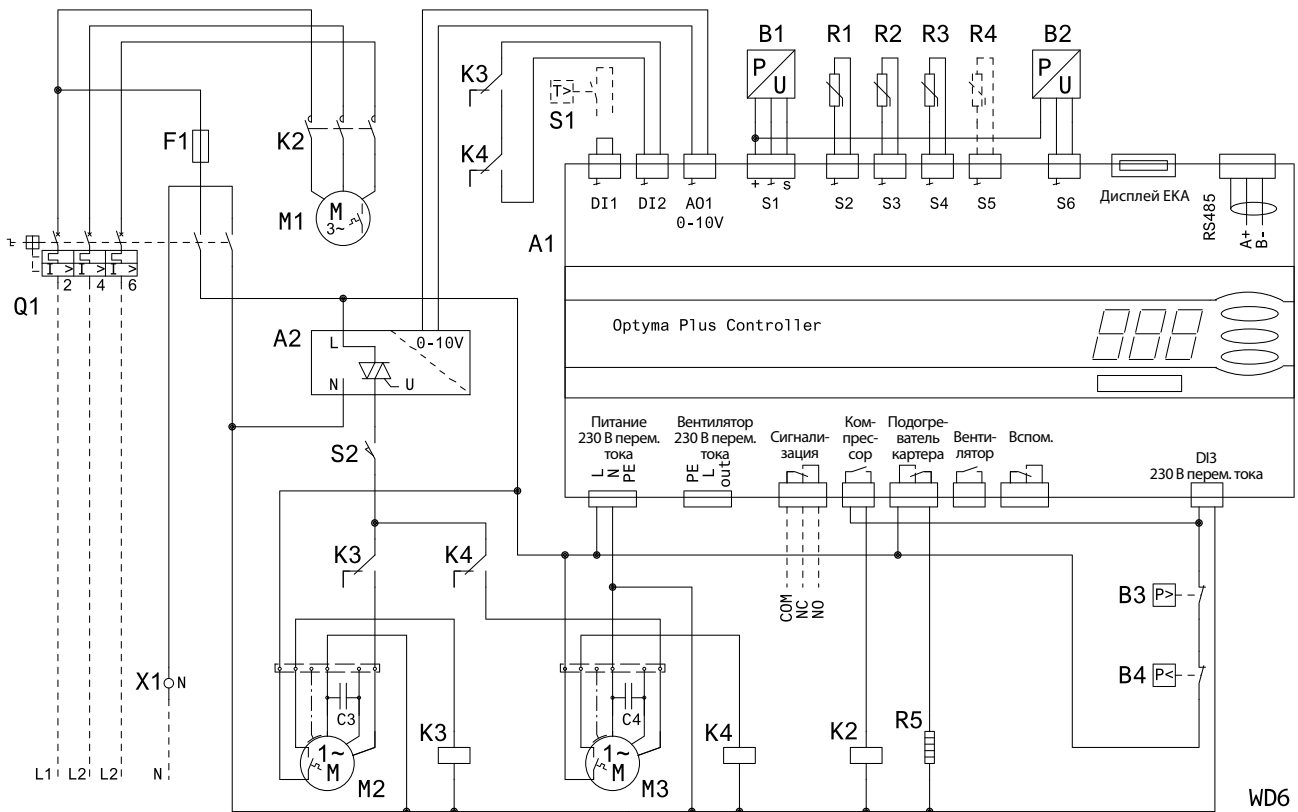 B1
R1
R2
R3
R4
B2
P
U
P
U
K3
T>
S1
F1
K2
K4
M
3~
M1
DI1
DI2
AO1
0-10V
+
s
S1
S2
S3
S4
S5
S6
Дисплей EKA
RS485
A+
B-
A1
I >
I >
I >
2
4
6
Q1
Optyma Plus Controller
A2
L
0-10V
N
U
S2
Питание
230 В перем.
тока
L
N
PE
Вентилятор
230 В перем.
тока
PE
L
out
Сигнали-
зация
Ком-
прес-
сор
Подогре-
ватель
картера
Венти-
лятор
Вспом.
DI3
230 В перем. тока
K3
K4
COM
NC
NO
B3
P>
B4
P<
X1
N
C3
C4
K3
K4
K2
R5
1~
M
M2
1~
M
M3
L1
L2
L2
N
WD6